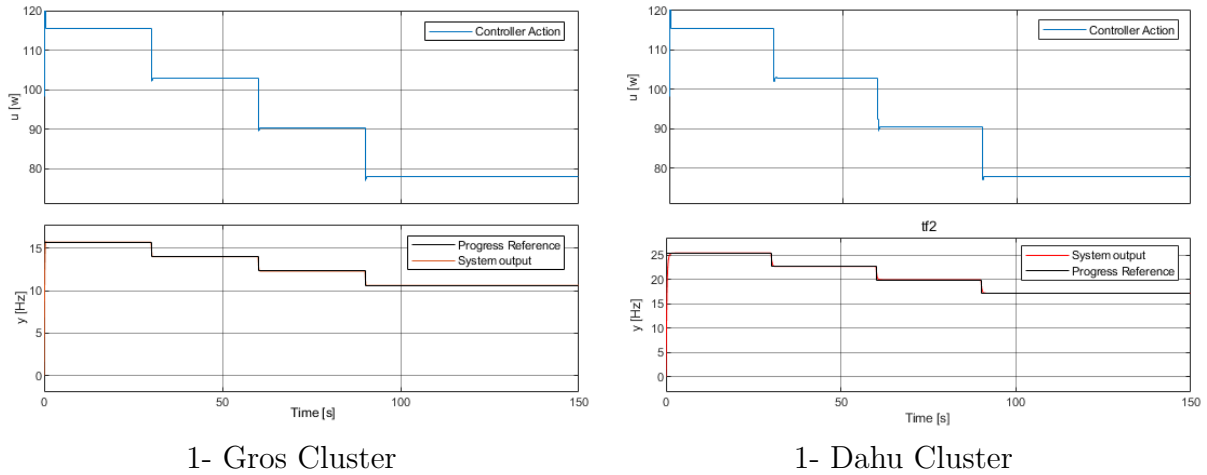 120
110
100
90
80
u [w]
Controller Action
15
10
5
0
y [Hz]
Progress Reference
System output
0
50
100
150
Time [s]
1- Gros Cluster
120
110
100
90
80
u [w]
Controller Action
tf2
25
20
15
10
5
0
y [Hz]
System output
Progress Reference
0
50
100
150
Time [s]
1- Dahu Cluster